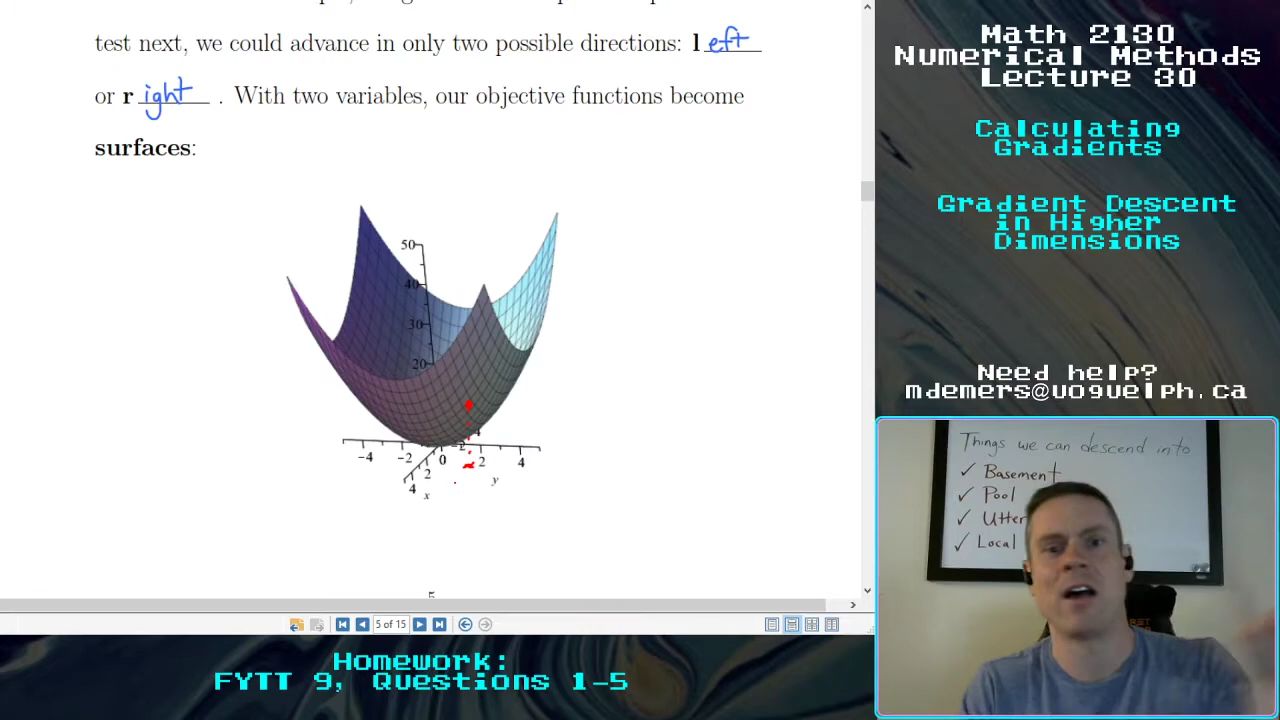 test next, we could advance in only two possible directions: left
or right . With two variables, our objective functions become
surfaces:
50
40
30
20
-4
-2
0
2
4
-2
4
2
4
x
y
5
5 of 15
Math 2130
Numerical Methods
Lecture 30
Calculating
Gradients
Gradient Descent
in Higher
Dimensions
Need help?
mdemers@uoguelph.ca
Things we can descend into
✓ Basement
✓ Pool
✓ Utter
✓ Local
Homework:
FYTT 9, Questions 1-5